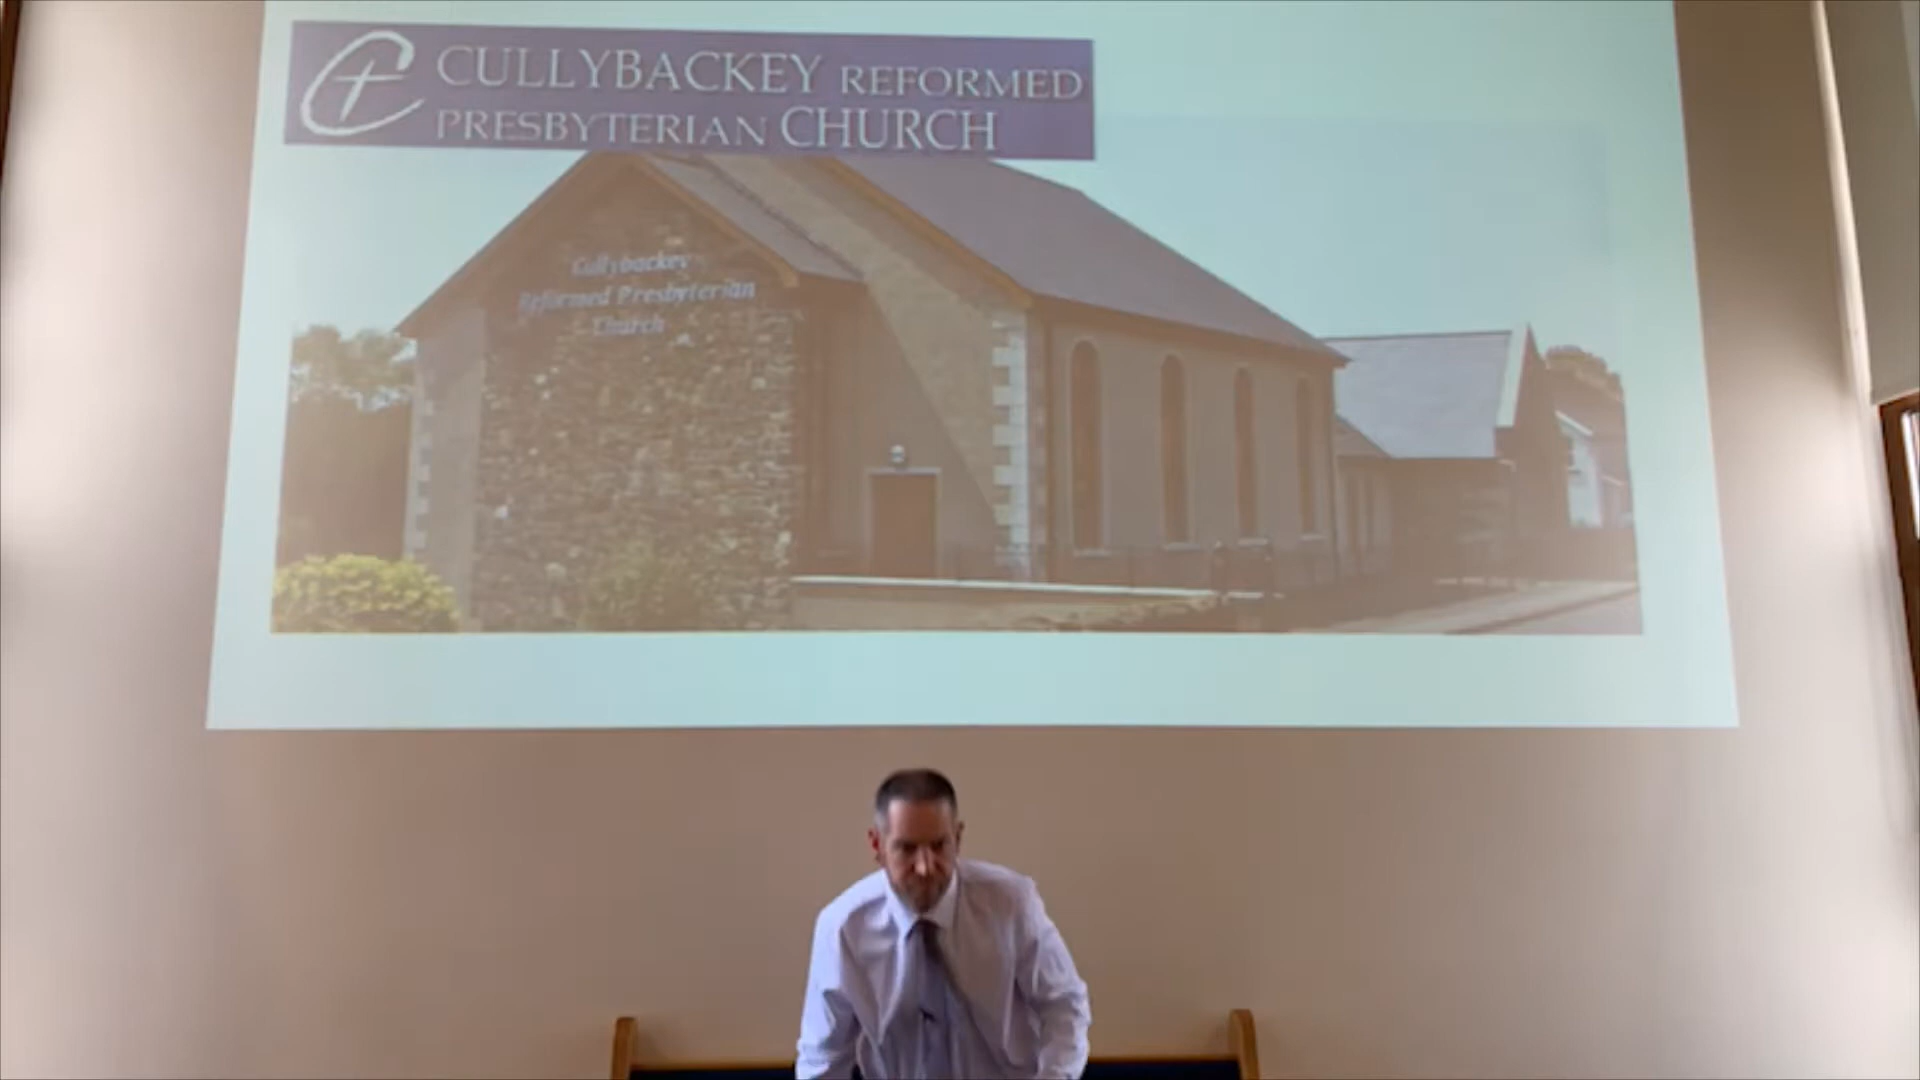 CULLYBACKEY REFORMED
PRESBYTERIAN CHURCH
Cullybackey
Reformed Presbyterian
Church